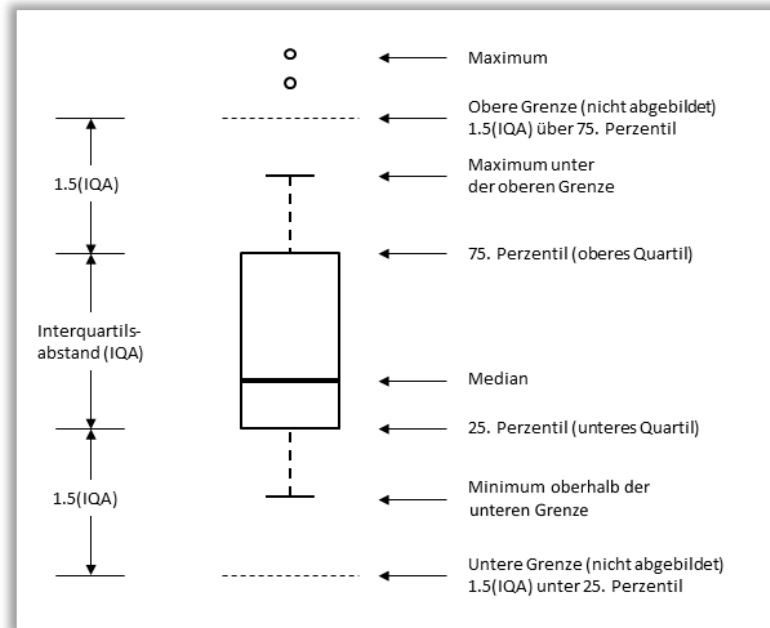 Maximum
Obere Grenze (nicht abgebildet)
1.5(IQA) über 75. Perzentil
1.5(IQA)
Maximum unter
der oberen Grenze
75. Perzentil (oberes Quartil)
Interquartils-
abstand (IQA)
Median
25. Perzentil (unteres Quartil)
1.5(IQA)
Minimum oberhalb der
unteren Grenze
Untere Grenze (nicht abgebildet)
1.5(IQA) unter 25. Perzentil